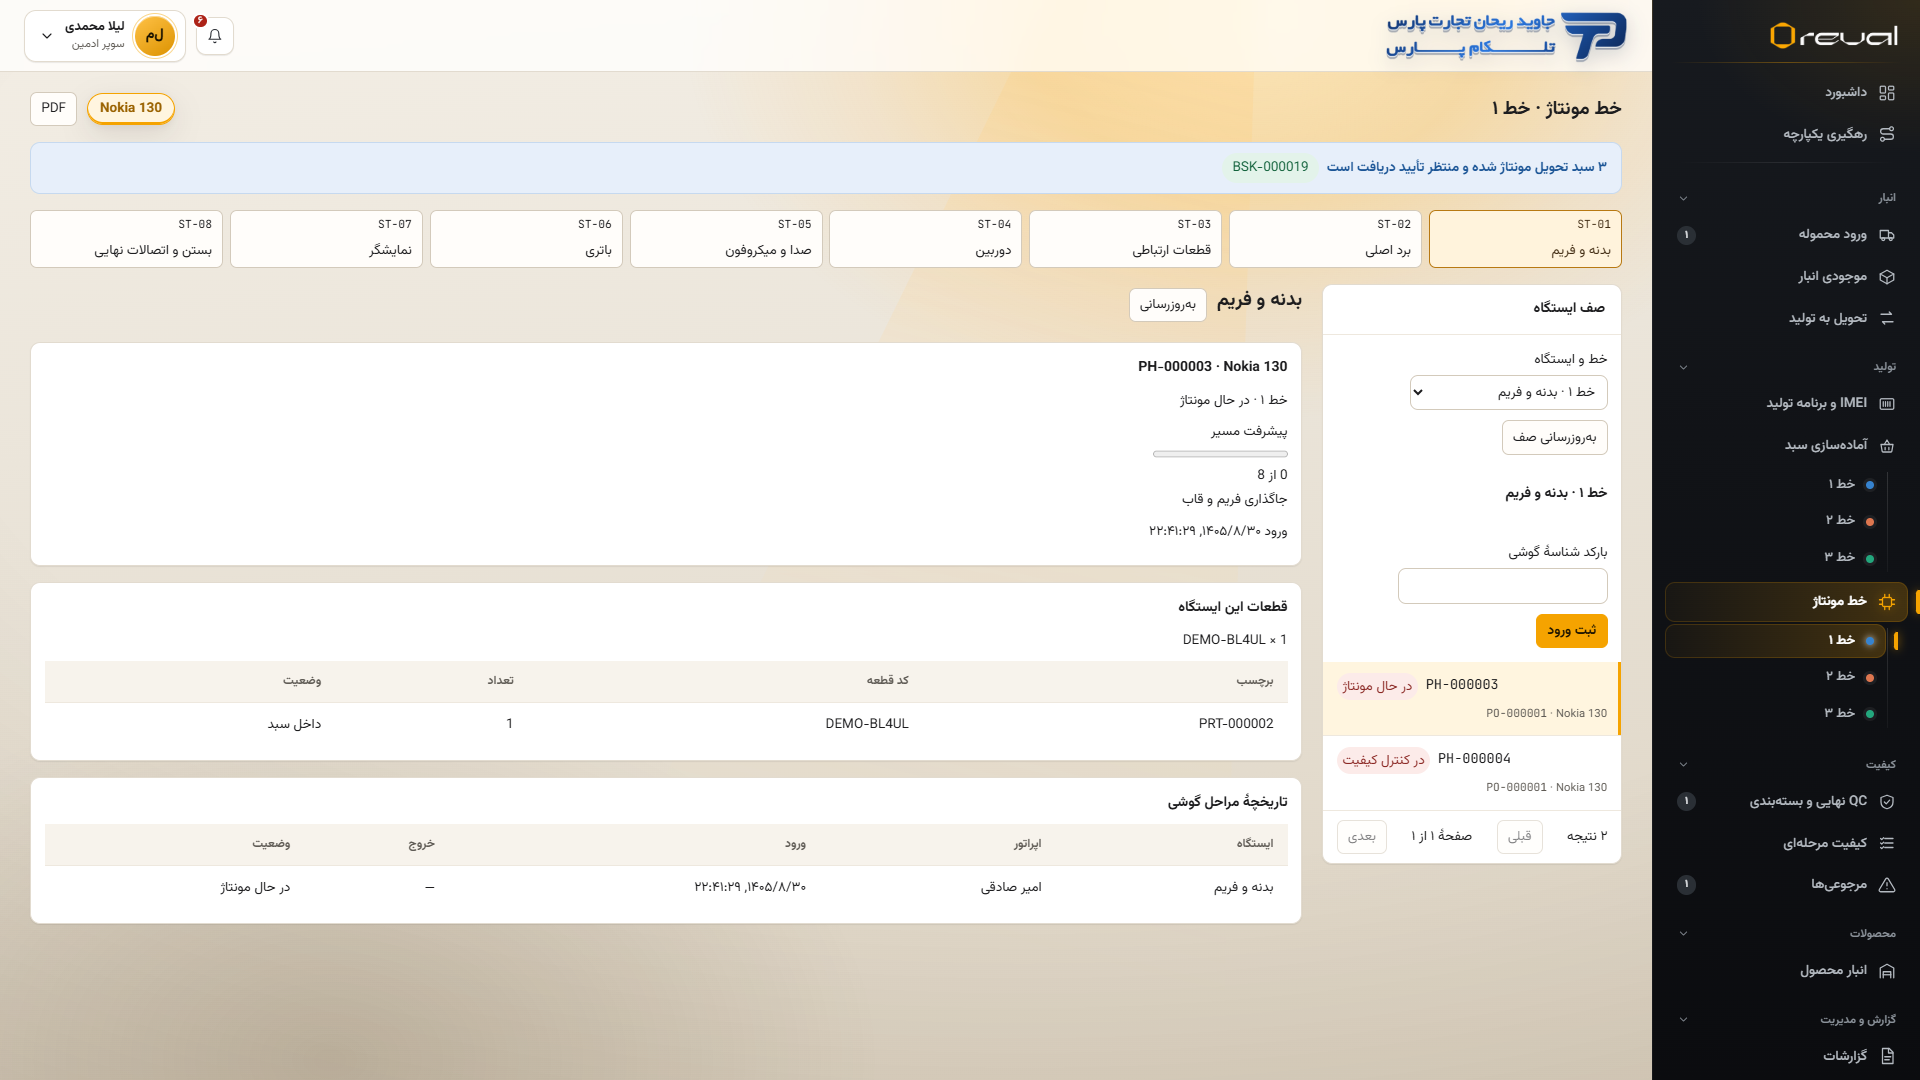 reval
داشبورد
رهگیری یکپارچه
انبار
ورود محموله
۱
موجودی انبار
تحویل به تولید
تولید
IMEI و برنامه تولید
آماده‌سازی سبد
خط ۱
خط ۲
خط ۳
خط مونتاژ
خط ۱
خط ۲
خط ۳
کیفیت
QC نهایی و بسته‌بندی
۱
کیفیت مرحله‌ای
مرجوعی‌ها
۱
محصولات
انبار محصول
گزارش و مدیریت
گزارشات
جاوید ریحان تجارت پارس
تلکام پارس
۶
لیلا محمدی
سوپر ادمین
ل‌م
خط مونتاژ · خط ۱
Nokia 130
PDF
۳ سبد تحویل مونتاژ شده و منتظر تأیید دریافت است
BSK-000019
ST-01
بدنه و فریم
ST-02
برد اصلی
ST-03
قطعات ارتباطی
ST-04
دوربین
ST-05
صدا و میکروفون
ST-06
باتری
ST-07
نمایشگر
ST-08
بستن و اتصالات نهایی
صف ایستگاه
خط و ایستگاه
خط ۱ · بدنه و فریم
به‌روزرسانی صف
خط ۱ · بدنه و فریم
بارکد شناسهٔ گوشی
ثبت ورود
PH-000003 در حال مونتاژ
PO-000001 · Nokia 130
PH-000004 در کنترل کیفیت
PO-000001 · Nokia 130
۲ نتیجه
قبلی
صفحهٔ ۱ از ۱
بعدی
بدنه و فریم
به‌روزرسانی
PH-000003 · Nokia 130
خط ۱ · در حال مونتاژ
پیشرفت مسیر
0 از 8
جاگذاری فریم و قاب
ورود ۱۴۰۵/۸/۳۰, ۲۲:۴۱:۲۹
قطعات این ایستگاه
DEMO-BL4UL × 1
برچسب کد قطعه تعداد وضعیت
PRT-000002 DEMO-BL4UL 1 داخل سبد
تاریخچهٔ مراحل گوشی
ایستگاه اپراتور ورود خروج وضعیت
بدنه و فریم امیر صادقی ۱۴۰۵/۸/۳۰, ۲۲:۴۱:۲۹ — در حال مونتاژ